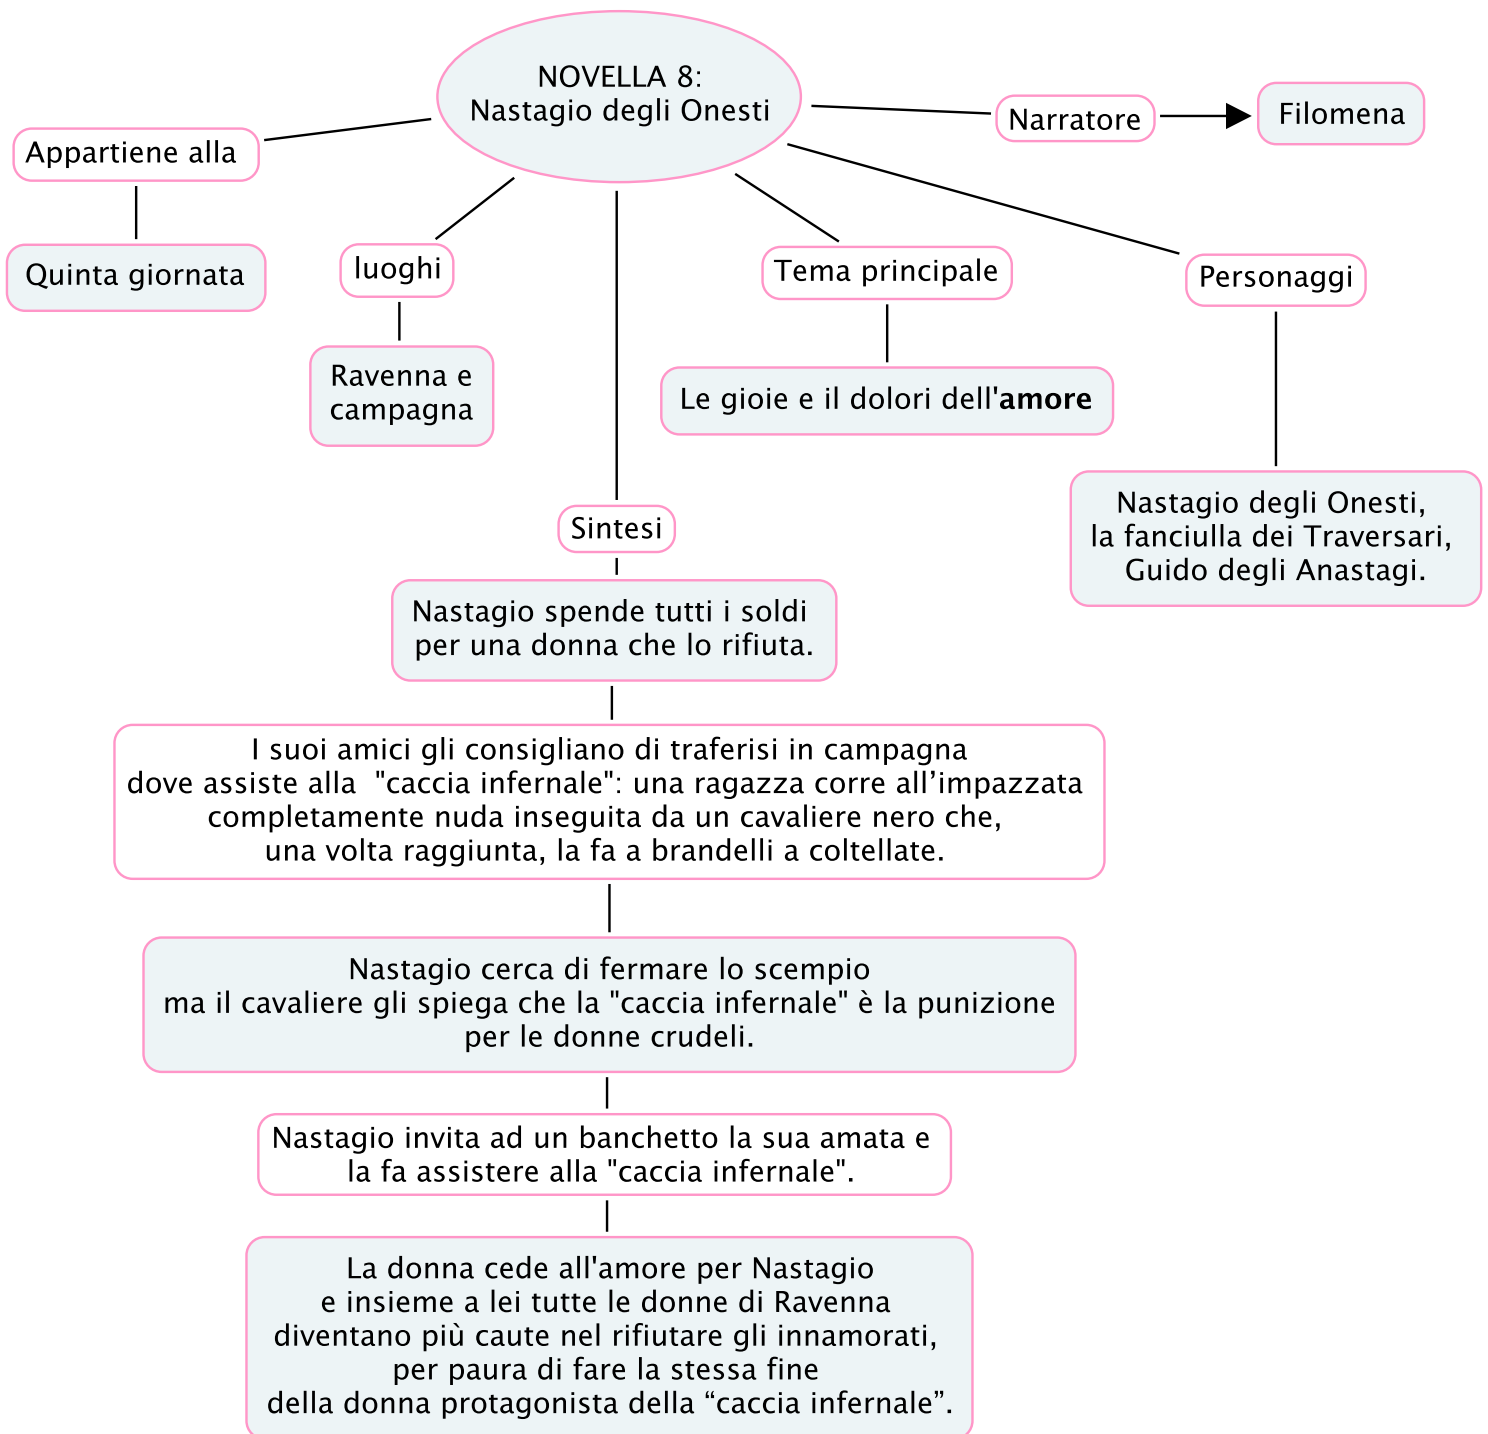 NOVELLA 8:
Nastagio degli Onesti
Narratore
Filomena
Appartiene alla
Quinta giornata
luoghi
Ravenna e
campagna
Tema principale
Le gioie e il dolori dell'amore
Personaggi
Nastagio degli Onesti,
la fanciulla dei Traversari,
Guido degli Anastagi.
Sintesi
Nastagio spende tutti i soldi
per una donna che lo rifiuta.
I suoi amici gli consigliano di traferisi in campagna
dove assiste alla  "caccia infernale": una ragazza corre all’impazzata
completamente nuda inseguita da un cavaliere nero che,
una volta raggiunta, la fa a brandelli a coltellate.
Nastagio cerca di fermare lo scempio
ma il cavaliere gli spiega che la "caccia infernale" è la punizione
per le donne crudeli.
Nastagio invita ad un banchetto la sua amata e
la fa assistere alla "caccia infernale".
La donna cede all'amore per Nastagio
e insieme a lei tutte le donne di Ravenna
diventano più caute nel rifiutare gli innamorati,
per paura di fare la stessa fine
della donna protagonista della “caccia infernale”.